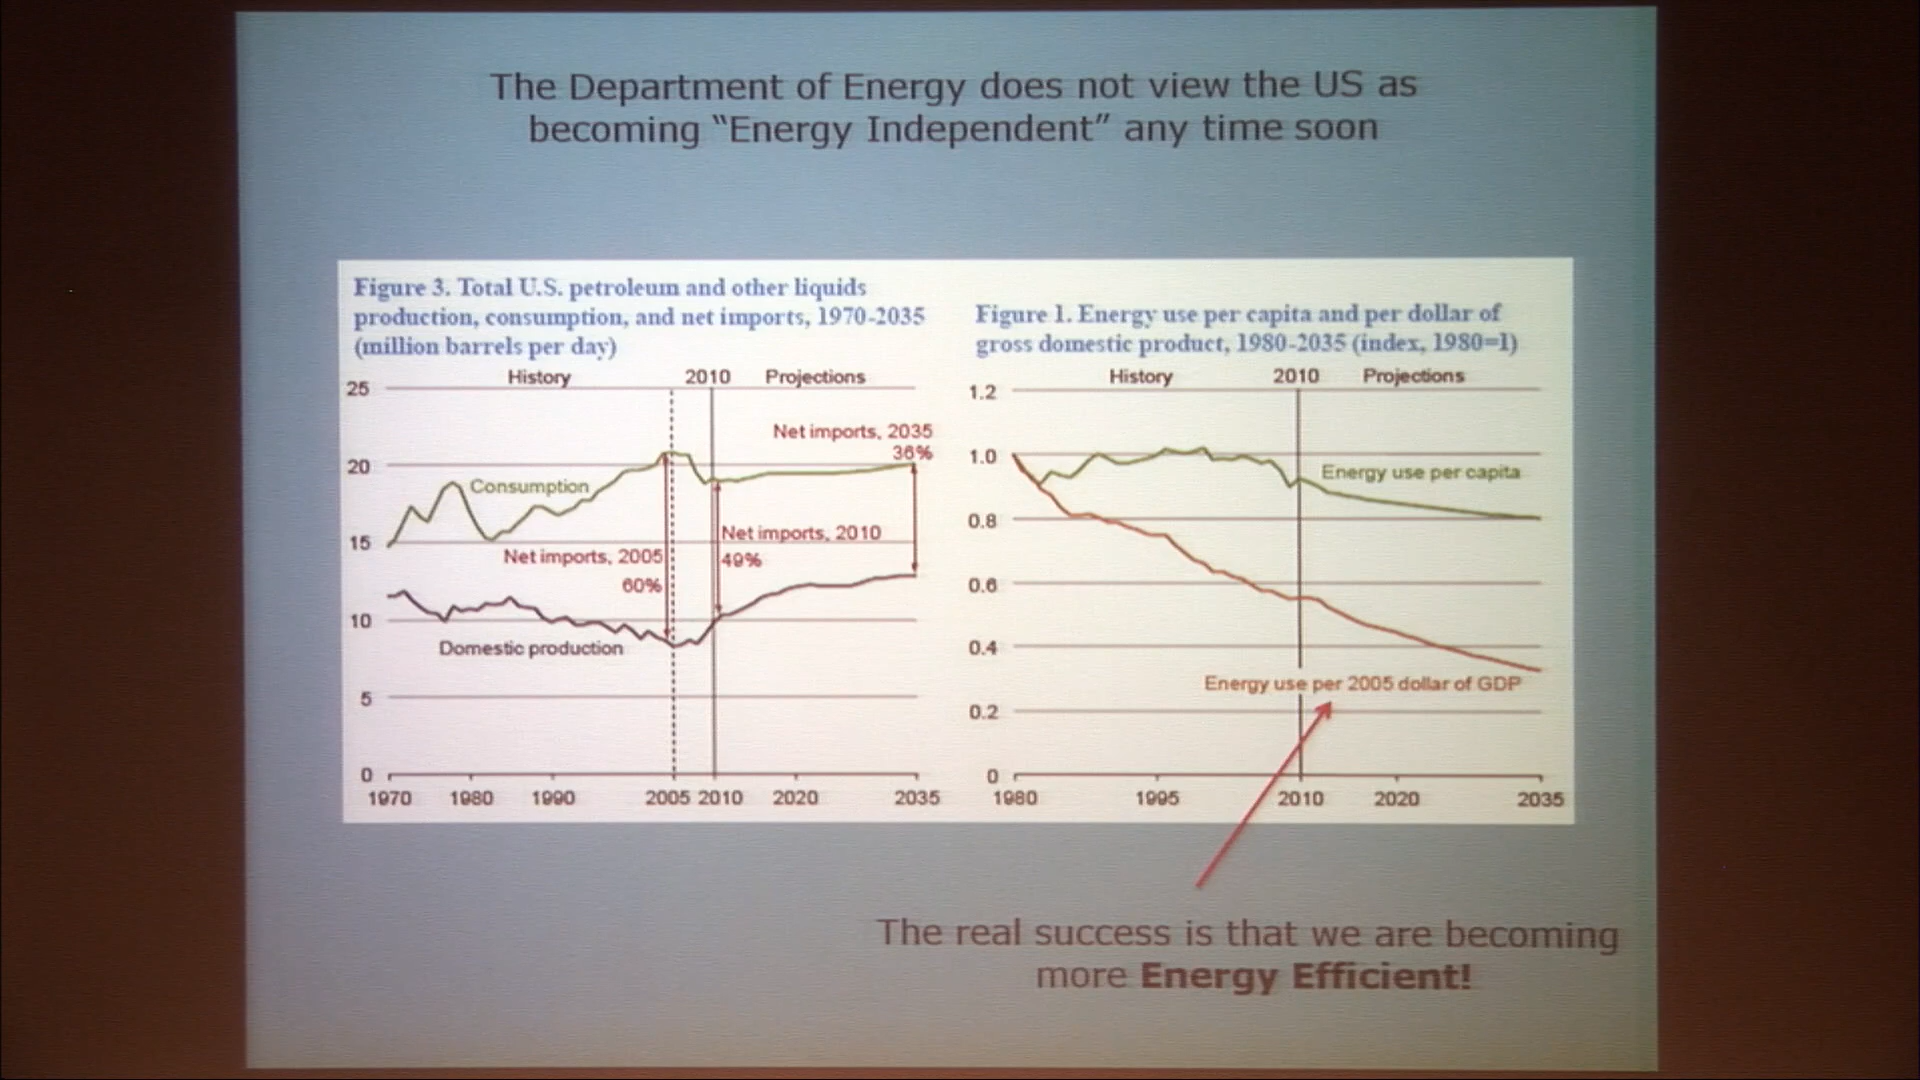 The Department of Energy does not view the US as
becoming “Energy Independent” any time soon
Figure 3. Total U.S. petroleum and other liquids
production, consumption, and net imports, 1970-2035
(million barrels per day)
History 2010 Projections
25
20
15
10
5
0
Consumption
Net imports, 2035
36%
Net imports, 2010
49%
Net imports, 2005
60%
Domestic production
1970 1980 1990 2005 2010 2020 2035
Figure 1. Energy use per capita and per dollar of
gross domestic product, 1980-2035 (index, 1980=1)
History 2010 Projections
1.2
1.0
0.8
0.6
0.4
0.2
0
Energy use per capita
Energy use per 2005 dollar of GDP
1980 1995 2010 2020 2035
The real success is that we are becoming
more Energy Efficient!